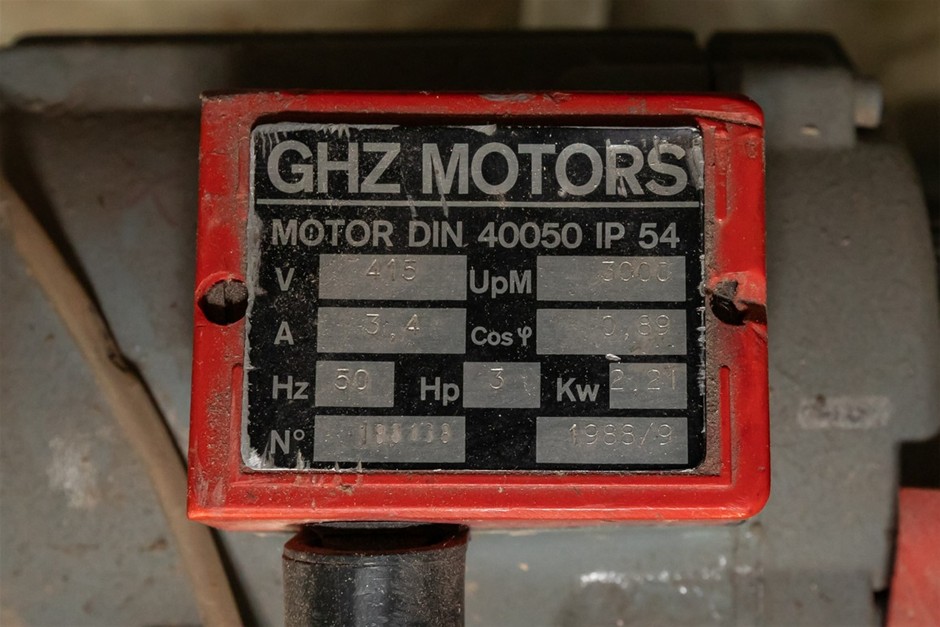 GHZ MOTORS
MOTOR DIN 40050 IP 54
V 415 UpM 3000
A 3,4 Cos φ 0,89
Hz 50 Hp 3 Kw 2.21
N° 1988/9